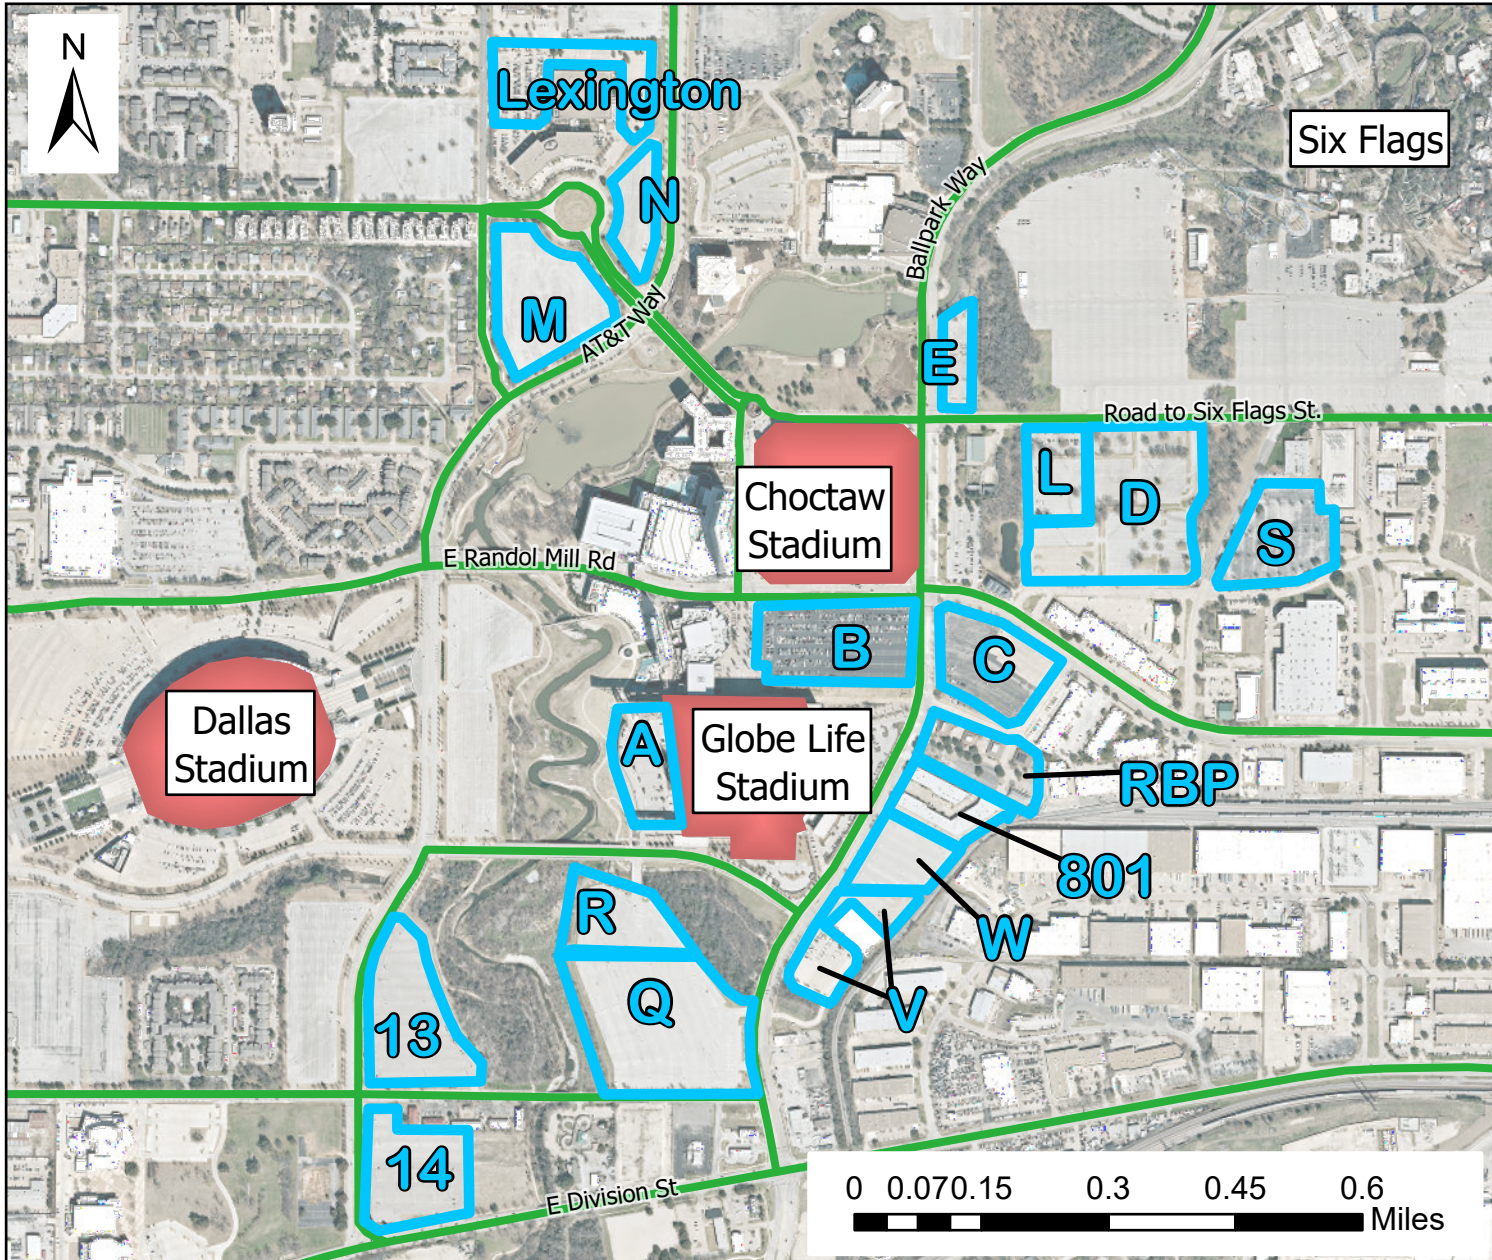 N
Lexington
Six Flags
N
Ballpark Way
M
AT&T Way
E
Road to Six Flags St.
L
D
S
Choctaw
Stadium
E Randol Mill Rd
B
C
A
Dallas
Stadium
Globe Life
Stadium
RBP
801
R
W
Q
V
13
14
E Division St
0 0.07 0.15 0.3 0.45 0.6
Miles